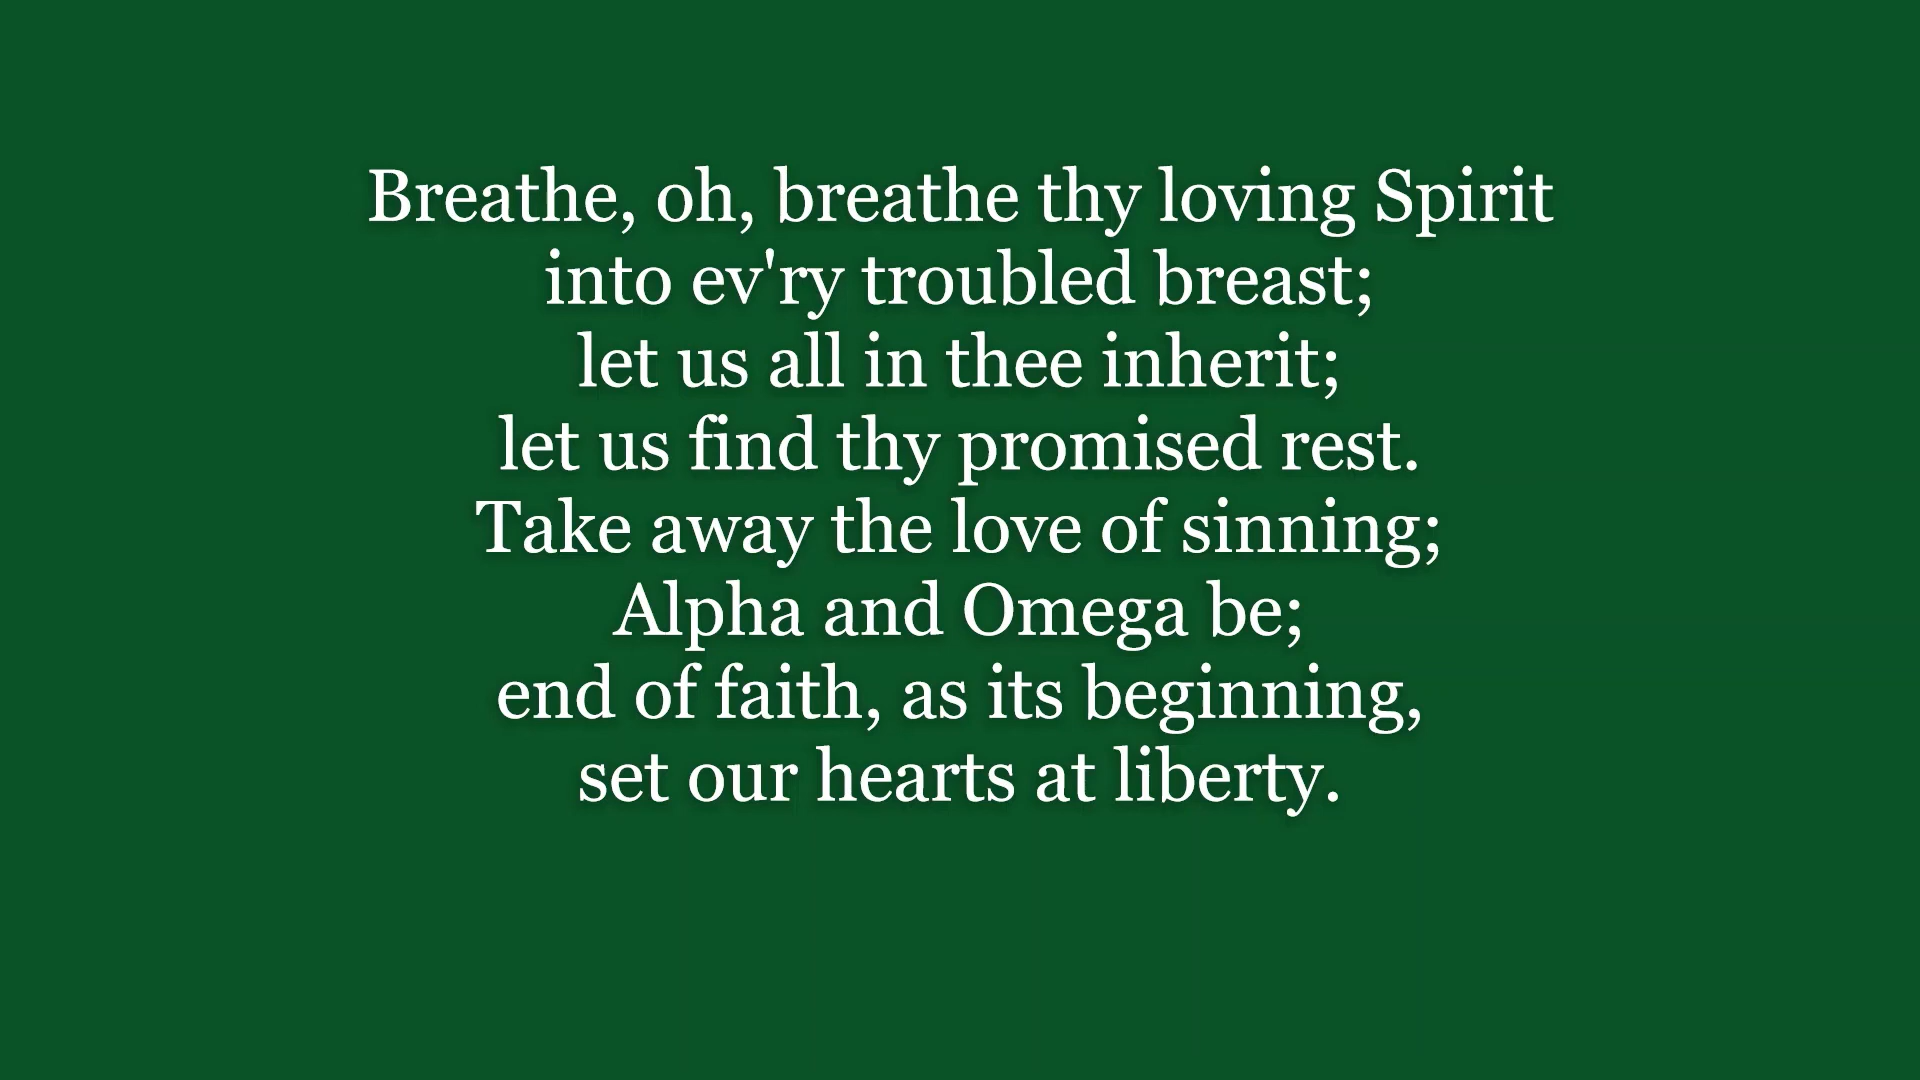 Breathe, oh, breathe thy loving Spirit
into ev'ry troubled breast;
let us all in thee inherit;
let us find thy promised rest.
Take away the love of sinning;
Alpha and Omega be;
end of faith, as its beginning,
set our hearts at liberty.